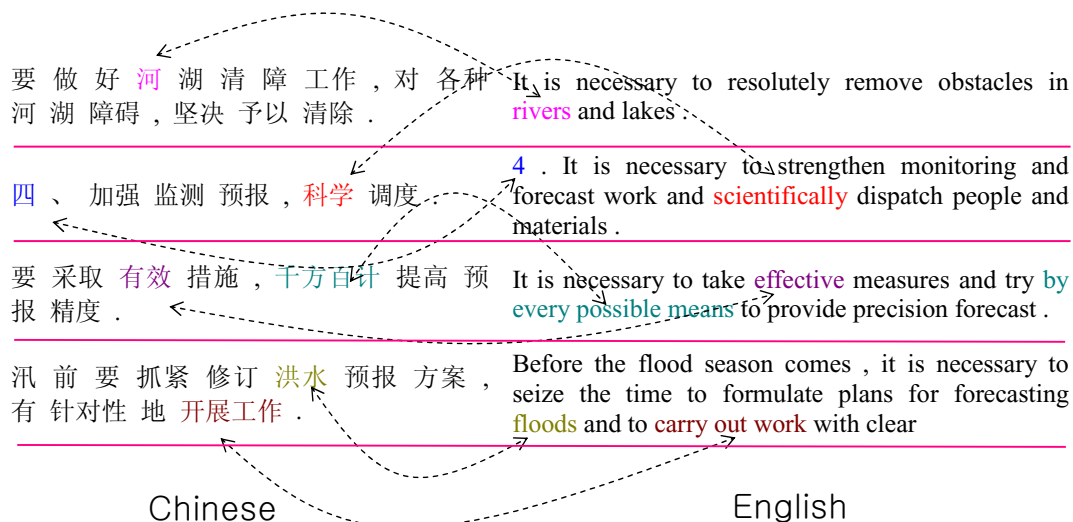 要 做 好 河 湖 清 障 工作 , 对 各种
河 湖 障碍 , 坚决 予以 清除 .
It is necessary to resolutely remove obstacles in
rivers and lakes .
四 、 加强 监测 预报 , 科学 调度 .
4 . It is necessary to strengthen monitoring and
forecast work and scientifically dispatch people and
materials .
要 采取 有效 措施 , 千方百计 提高 预
报 精度 .
It is necessary to take effective measures and try by
every possible means to provide precision forecast .
汛 前 要 抓紧 修订 洪水 预报 方案 ,
有 针对性 地 开展工作 .
Before the flood season comes , it is necessary to
seize the time to formulate plans for forecasting
floods and to carry out work with clear
Chinese
English